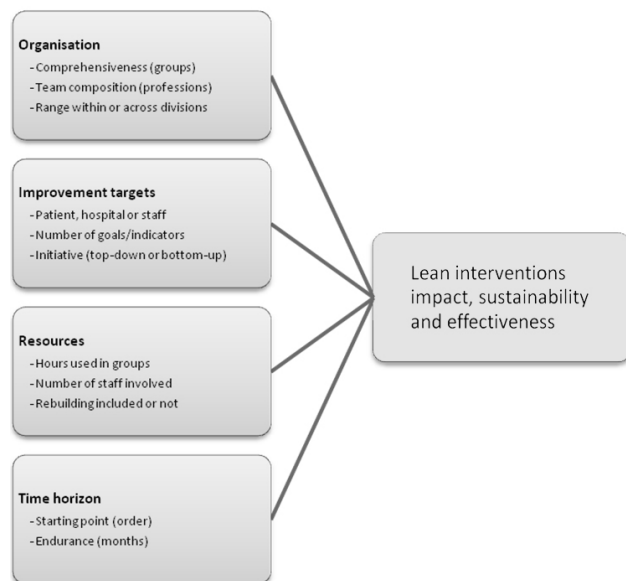 Organisation
-Comprehensiveness (groups)
-Team composition (professions)
-Range within or across divisions
Improvement targets
-Patient, hospital or staff
-Number of goals/indicators
-Initiative (top-down or bottom-up)
Resources
-Hours used in groups
-Number of staff involved
-Rebuilding included or not
Time horizon
-Starting point (order)
-Endurance (months)
Lean interventions
impact, sustainability
and effectiveness